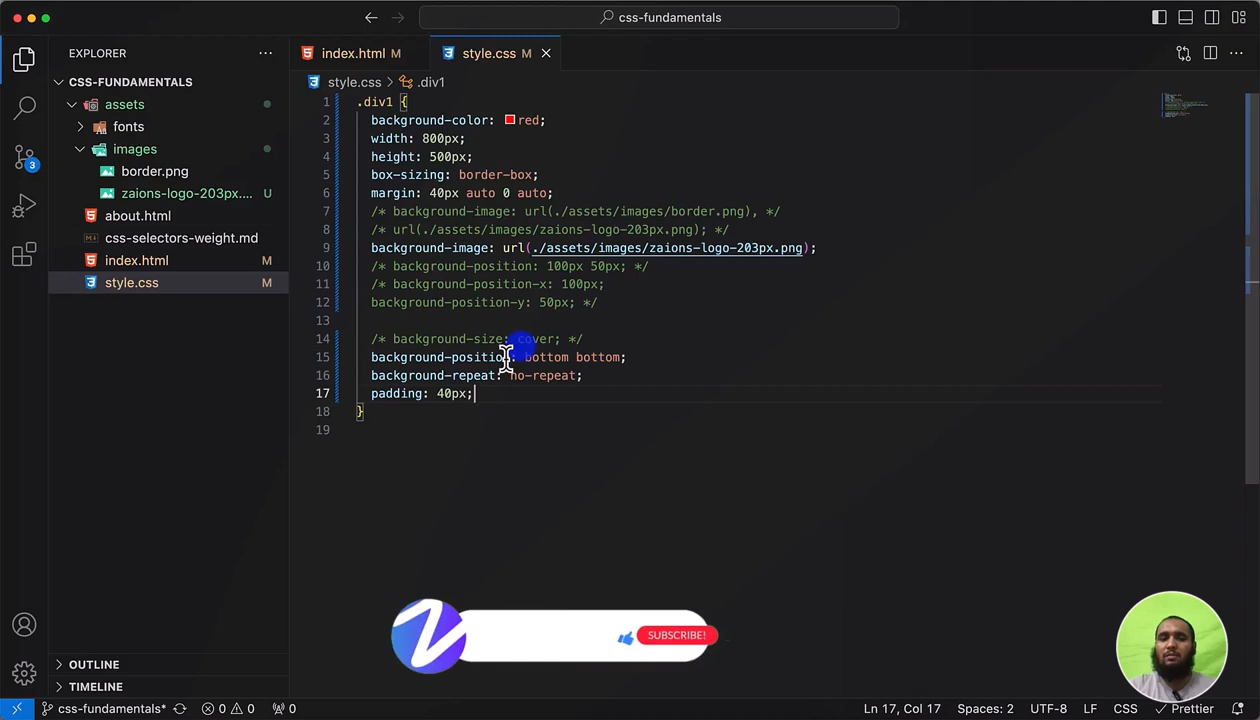 css-fundamentals
EXPLORER
index.html M
style.css M
CSS-FUNDAMENTALS
style.css > .div1
assets
fonts
images
border.png
zaions-logo-203px.... U
about.html
css-selectors-weight.md
index.html M
style.css M
1 .div1 {
2 background-color: red;
3 width: 800px;
4 height: 500px;
5 box-sizing: border-box;
6 margin: 40px auto 0 auto;
7 /* background-image: url(./assets/images/border.png), */
8 /* url(./assets/images/zaions-logo-203px.png); */
9 background-image: url(./assets/images/zaions-logo-203px.png);
10 /* background-position: 100px 50px; */
11 /* background-position-x: 100px;
12 background-position-y: 50px; */
13
14 /* background-size: cover; */
15 background-position: bottom bottom;
16 background-repeat: no-repeat;
17 padding: 40px;
18 }
19
3
SUBSCRIBE!
OUTLINE
TIMELINE
css-fundamentals* 0 0 0 Ln 17, Col 17 Spaces: 2 UTF-8 LF CSS Prettier